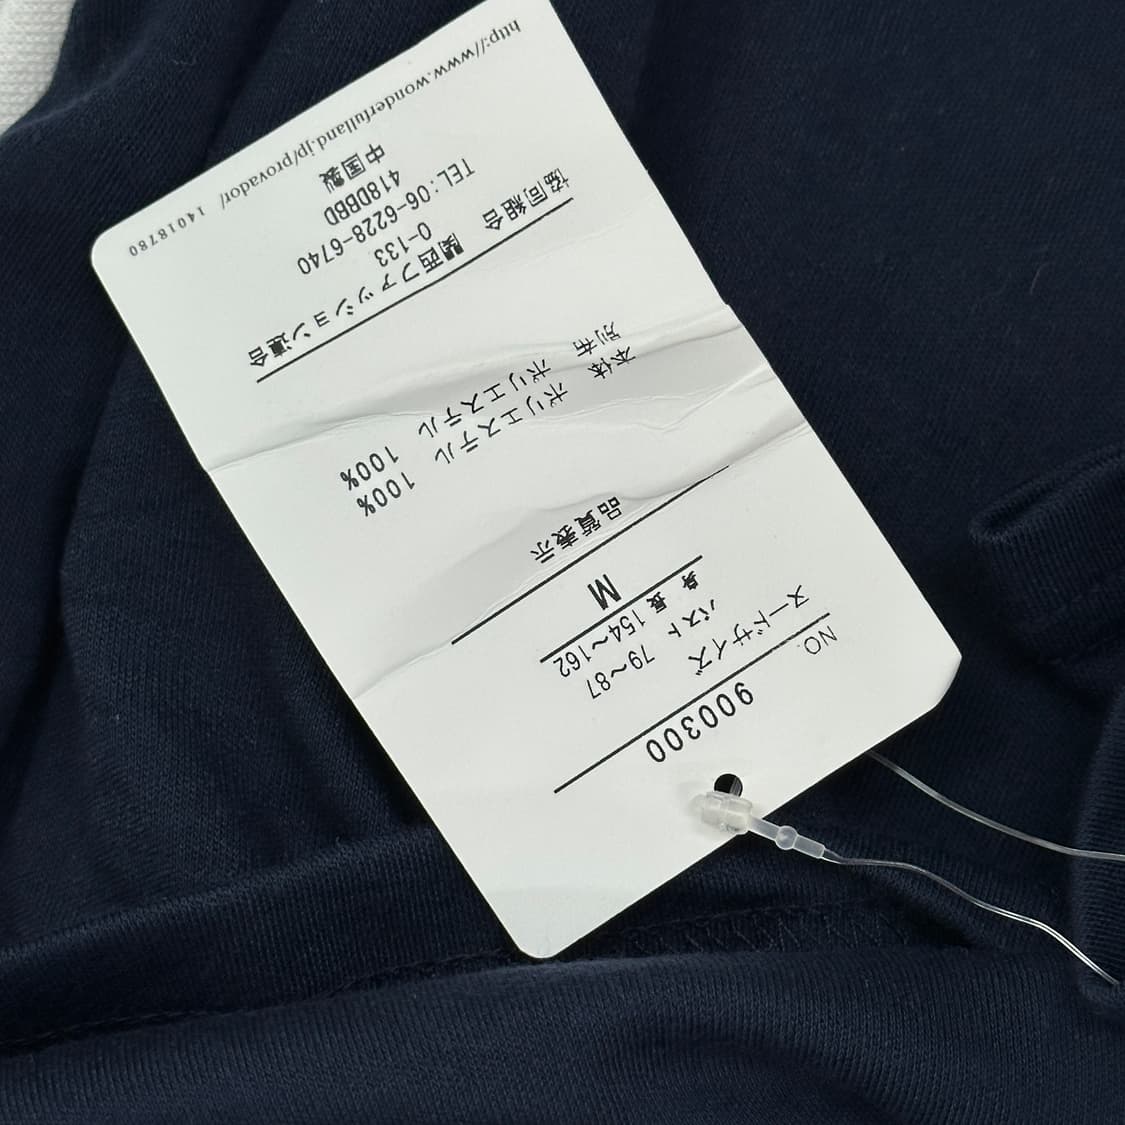 NO. 900300
ヌードサイズ
バスト 79～87
身長 154～162
M
品質表示
本体 ポリエステル 100%
別布 ポリエステル 100%
協同組合 関西ファッション連合
0-133
TEL:06-6228-6740
418DBBD
中国製
http://www.wonderfulland.jp/provador/ 14018780